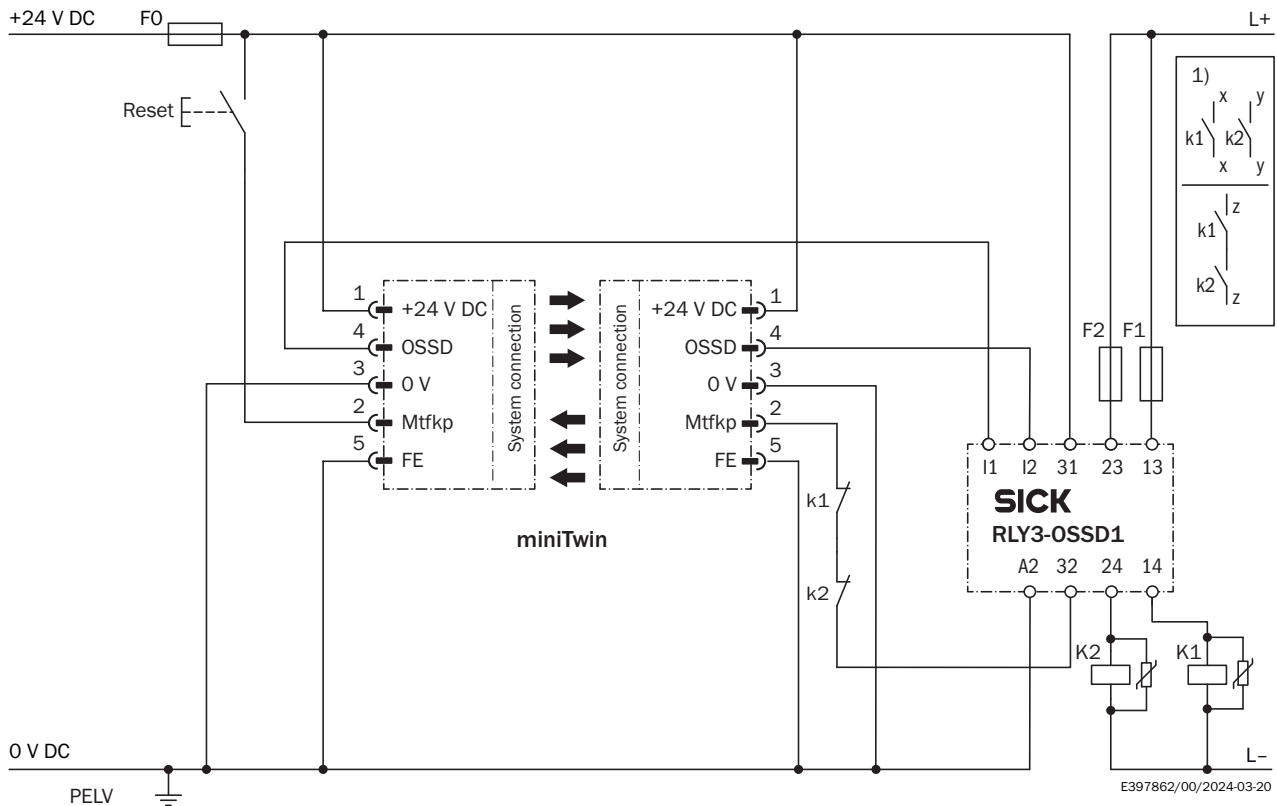 +24 V DC
F0
L+
Reset
1)
x
y
k1
k2
x
y
z
k1
k2
z
1
+24 V DC
4
OSSD
3
0 V
2
Mtfkp
5
FE
System connection
System connection
+24 V DC
1
OSSD
4
0 V
3
Mtfkp
2
FE
5
miniTwin
k1
k2
F2
F1
I1
I2
31
23
13
SICK
RLY3-OSSD1
A2
32
24
14
K2
K1
0 V DC
L–
PELV
E397862/00/2024-03-20